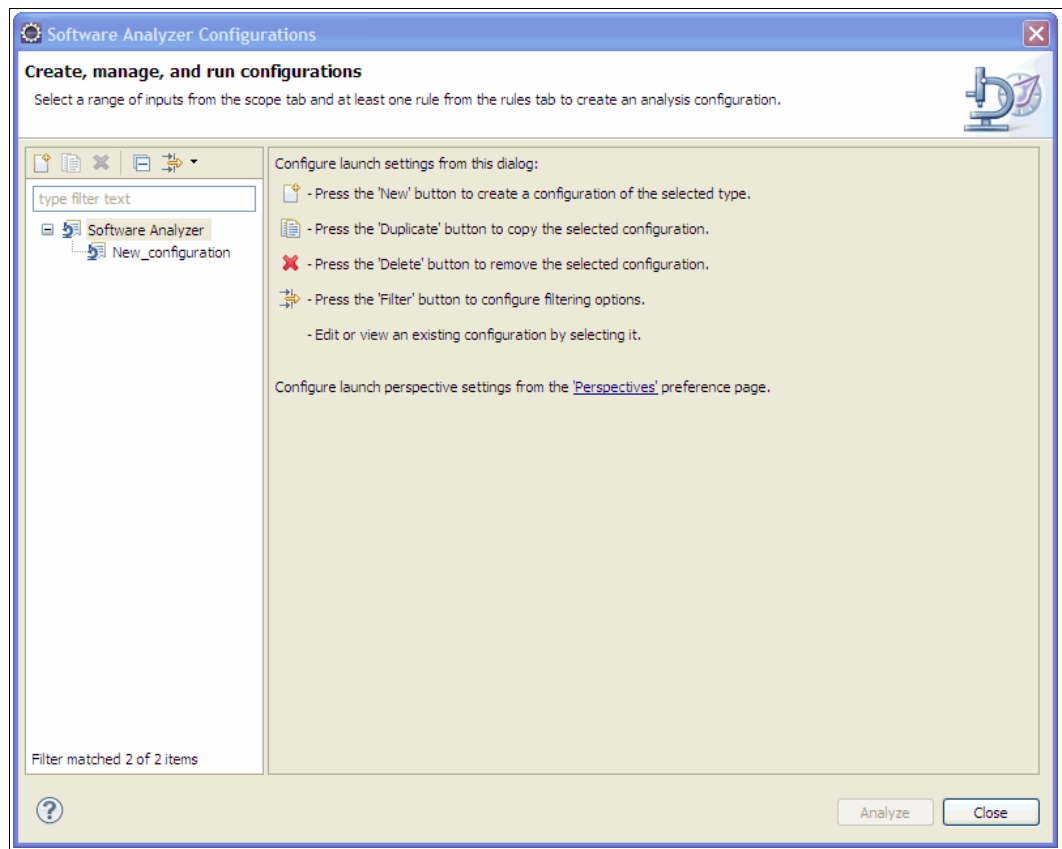 Software Analyzer Configurations
Create, manage, and run configurations
Select a range of inputs from the scope tab and at least one rule from the rules tab to create an analysis configuration.
type filter text
Software Analyzer
New_configuration
Filter matched 2 of 2 items
Configure launch settings from this dialog:
- Press the 'New' button to create a configuration of the selected type.
- Press the 'Duplicate' button to copy the selected configuration.
- Press the 'Delete' button to remove the selected configuration.
- Press the 'Filter' button to configure filtering options.
- Edit or view an existing configuration by selecting it.
Configure launch perspective settings from the 'Perspectives' preference page.
Analyze
Close